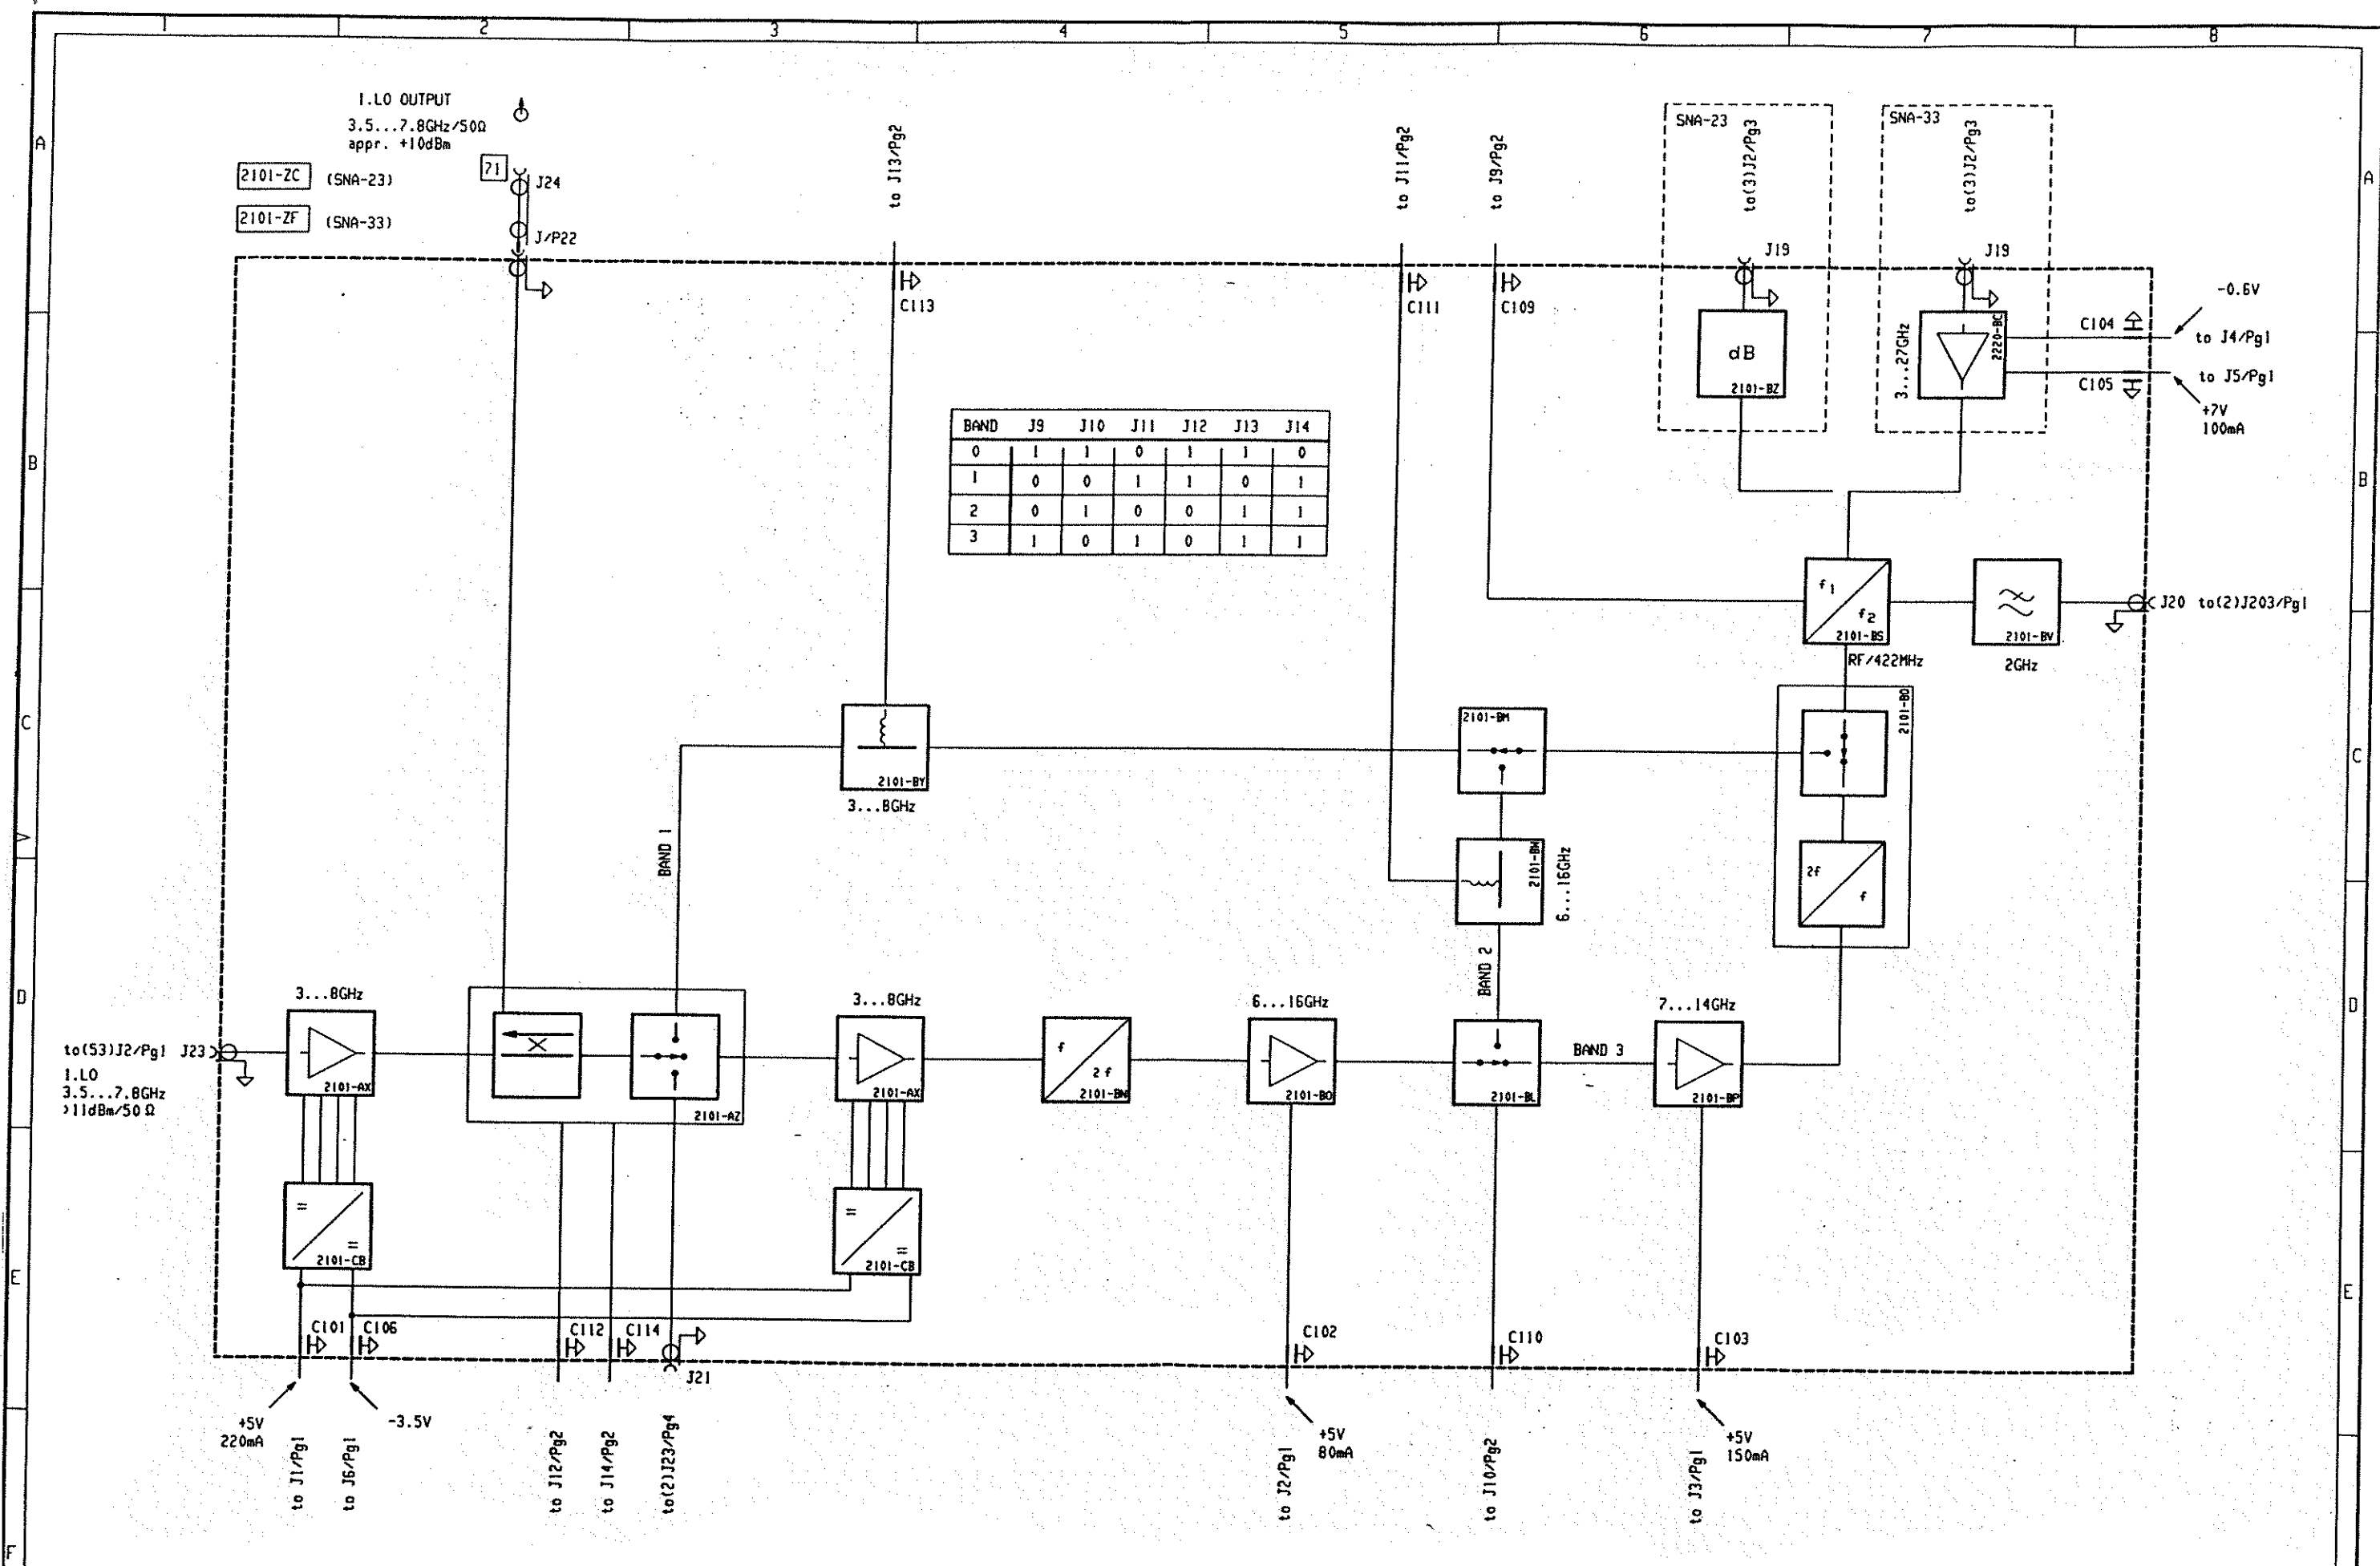 2 3 4 5 6 7 8
A
B
C
D
E
F
A
B
C
D
E
1.LO OUTPUT
3.5...7.8GHz/50Ω
appr. +10dBm
2101-ZC (SNA-23)
2101-ZF (SNA-33)
71
J24
J/P22
to J13/Pg2
C113
to J11/Pg2
C111
to J9/Pg2
C109
SNA-23
to(3)J2/Pg3
J19
dB
2101-BZ
SNA-33
to(3)J2/Pg3
J19
3...27GHz
2220-BC
C104
-0.6V
to J4/Pg1
C105
to J5/Pg1
+7V
100mA
BAND J9 J10 J11 J12 J13 J14
0 1 1 0 1 1 0
1 0 0 1 1 0 1
2 0 1 0 0 1 1
3 1 0 1 0 1 1
f1
f2
2101-BS
RF/422MHz
2101-BV
2GHz
J20 to(2)J203/Pg1
2101-BY
3...8GHz
2101-BM
6...16GHz
2f
f
BAND 1
BAND 2
to(53)J2/Pg1 J23
1.LO
3.5...7.8GHz
>11dBm/50Ω
3...8GHz
2101-AX
2101-AZ
3...8GHz
2101-AX
f
2f
2101-BN
6...16GHz
2101-BO
2101-BL
BAND 3
7...14GHz
2101-BP
=
=
2101-CB
=
=
2101-CB
C101
C106
C112
C114
J21
C102
C110
C103
+5V
220mA
-3.5V
to J1/Pg1
to J6/Pg1
to J12/Pg2
to J14/Pg2
to(2)J23/Pg4
to J2/Pg1
+5V
80mA
to J10/Pg2
to J3/Pg1
+5V
150mA